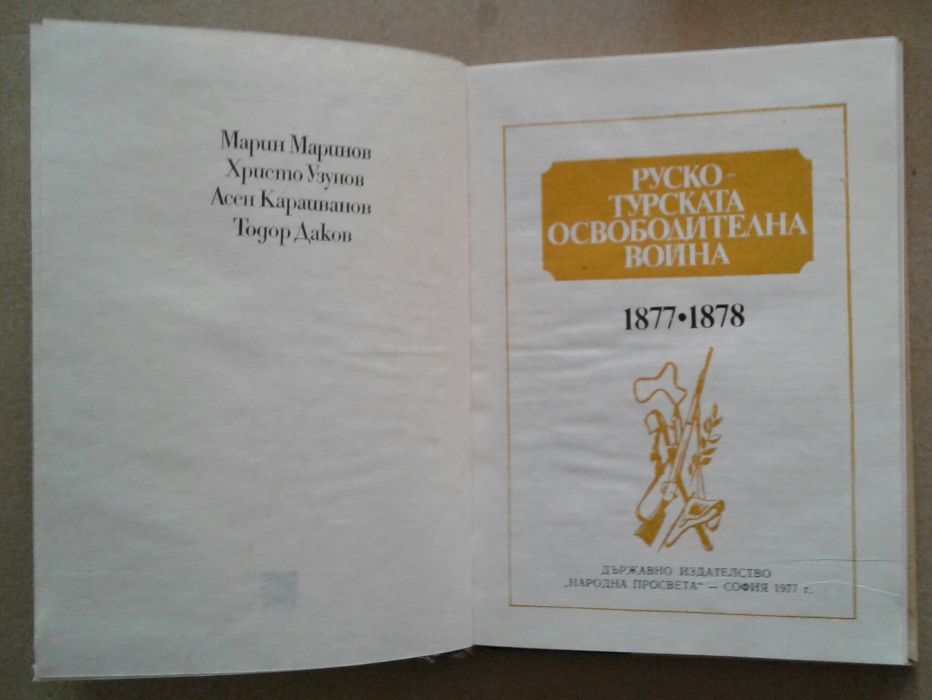 Марин Маринов
Христо Узунов
Асен Караиванов
Тодор Даков
РУСКО-
ТУРСКАТА
ОСВОБОДИТЕЛНА
ВОЙНА
1877•1878
ДЪРЖАВНО ИЗДАТЕЛСТВО
„НАРОДНА ПРОСВЕТА“ — СОФИЯ 1977 г.